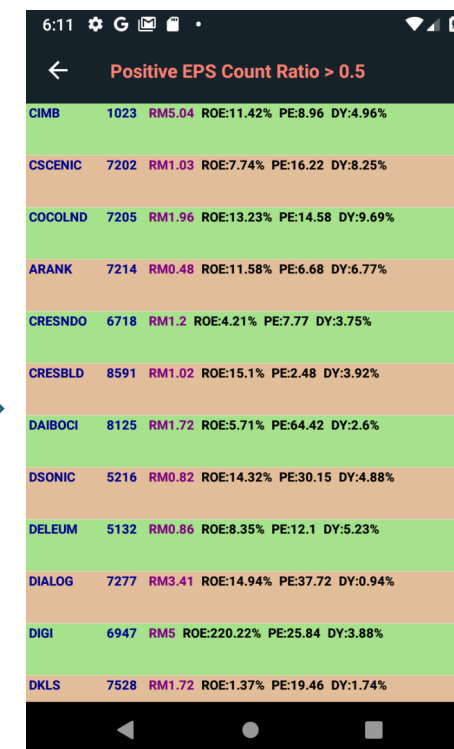 6:11 G
Positive EPS Count Ratio > 0.5
CIMB 1023 RM5.04 ROE:11.42% PE:8.96 DY:4.96%
CSCENIC 7202 RM1.03 ROE:7.74% PE:16.22 DY:8.25%
COCOLND 7205 RM1.96 ROE:13.23% PE:14.58 DY:9.69%
ARANK 7214 RM0.48 ROE:11.58% PE:6.68 DY:6.77%
CRESNDO 6718 RM1.2 ROE:4.21% PE:7.77 DY:3.75%
CRESBLD 8591 RM1.02 ROE:15.1% PE:2.48 DY:3.92%
DAIBOCI 8125 RM1.72 ROE:5.71% PE:64.42 DY:2.6%
DSONIC 5216 RM0.82 ROE:14.32% PE:30.15 DY:4.88%
DELEUM 5132 RM0.86 ROE:8.35% PE:12.1 DY:5.23%
DIALOG 7277 RM3.41 ROE:14.94% PE:37.72 DY:0.94%
DIGI 6947 RM5 ROE:220.22% PE:25.84 DY:3.88%
DKLS 7528 RM1.72 ROE:1.37% PE:19.46 DY:1.74%